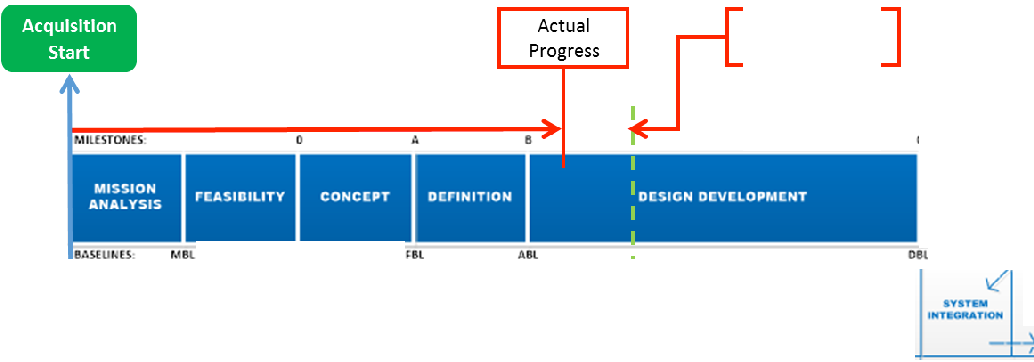 Acquisition
Start
Actual
Progress
MILESTONES:
0
A
B
MISSION
ANALYSIS
FEASIBILITY
CONCEPT
DEFINITION
DESIGN DEVELOPMENT
BASELINES:
MBL
FBL
ABL
DBL
SYSTEM
INTEGRATION